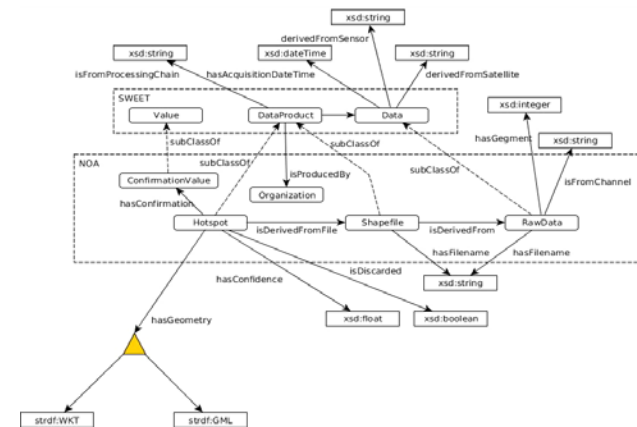 xsd:string
derivedFromSensor
xsd:string
xsd:dateTime
xsd:string
isFromProcessingChain
hasAcquisitionDateTime
derivedFromSatellite
SWEET
Value
DataProduct
Data
xsd:integer
hasGegment
subClassOf
subClassOf
subClassOf
xsd:string
NOA
subClassOf
isFromChannel
ConfirmationValue
isProducedBy
Organization
hasConfirmation
Hotspot
Shapefile
RawData
isDerivedFromFile
isDerivedFrom
hasFilename
hasFilename
isDiscarded
hasConfidence
xsd:string
hasGeometry
xsd:float
xsd:boolean
strdf:WKT
strdf:GML